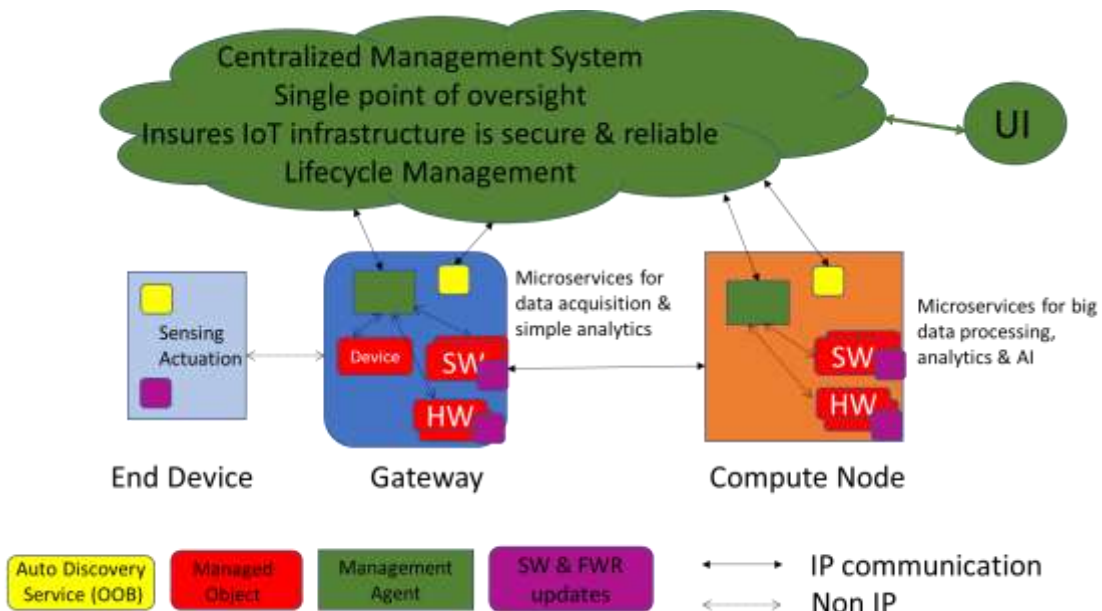 Centralized Management System
Single point of oversight
Insures IoT infrastructure is secure & reliable
Lifecycle Management
UI
Microservices for
data acquisition &
simple analytics
Microservices for big
data processing,
analytics & AI
Sensing
Actuation
Device
SW
HW
SW
HW
End Device
Gateway
Compute Node
Auto Discovery
Service (OOB)
Managed
Object
Management
Agent
SW & FWR
updates
IP communication
Non IP